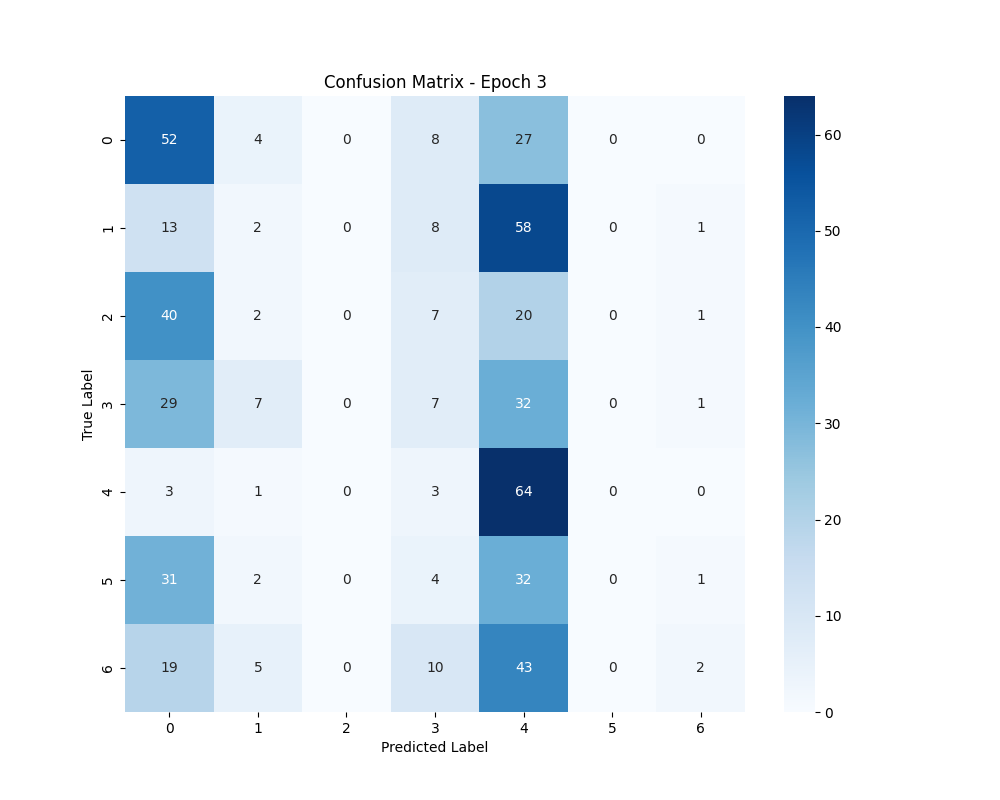 Confusion Matrix - Epoch 3
True Label
0 52 4 0 8 27 0 0
1 13 2 0 8 58 0 1
2 40 2 0 7 20 0 1
3 29 7 0 7 32 0 1
4 3 1 0 3 64 0 0
5 31 2 0 4 32 0 1
6 19 5 0 10 43 0 2
0 1 2 3 4 5 6
Predicted Label
60
50
40
30
20
10
0